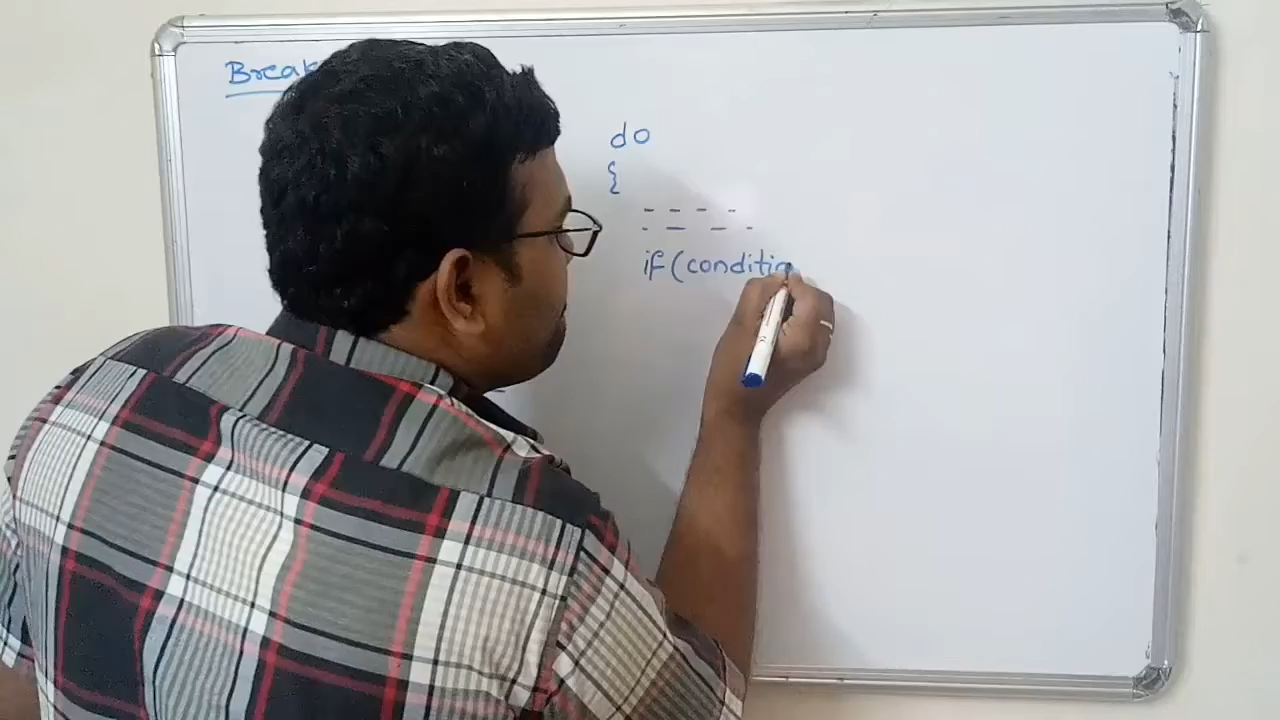 Break
do
{
- - - -
- - - -
if(conditio